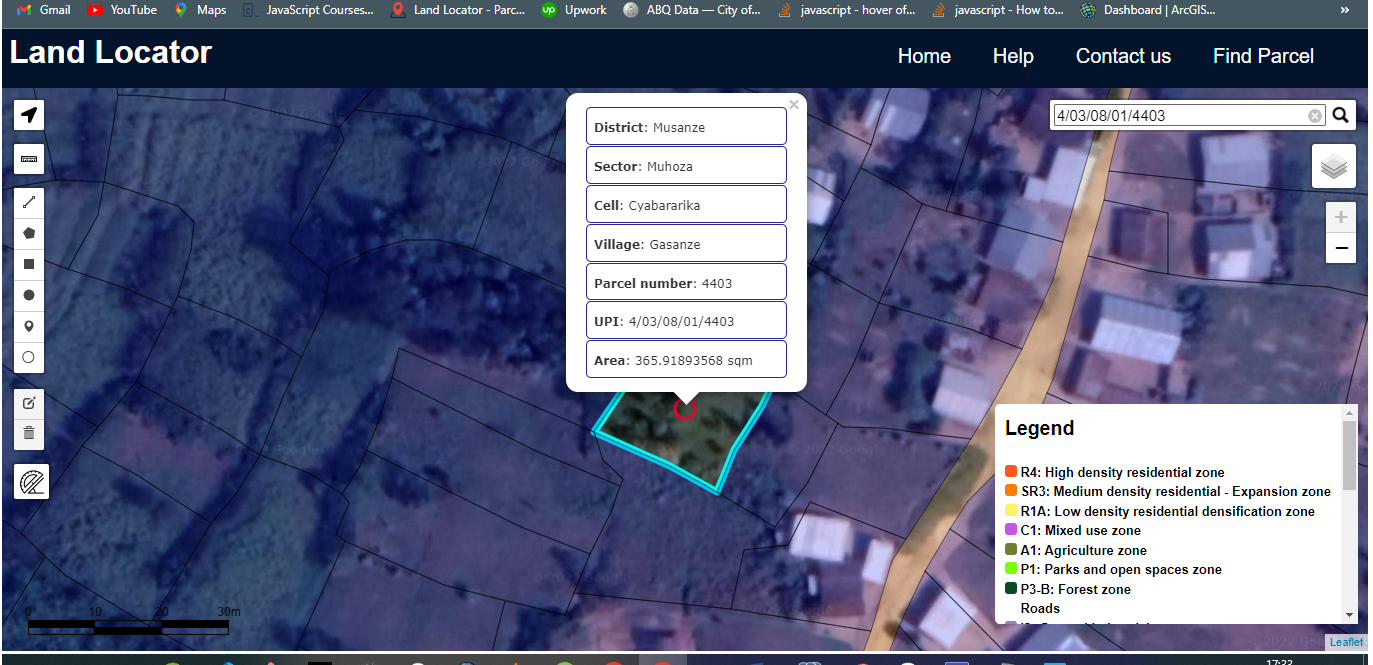 Gmail
YouTube
Maps
JavaScript Courses...
Land Locator - Parc...
Upwork
ABQ Data — City of...
javascript - hover of...
javascript - How to...
Dashboard | ArcGIS...
»
Land Locator
Home
Help
Contact us
Find Parcel
4/03/08/01/4403
×
District: Musanze
Sector: Muhoza
Cell: Cyabararika
Village: Gasanze
Parcel number: 4403
UPI: 4/03/08/01/4403
Area: 365.91893568 sqm
+
−
Legend
R4: High density residential zone
SR3: Medium density residential - Expansion zone
R1A: Low density residential densification zone
C1: Mixed use zone
A1: Agriculture zone
P1: Parks and open spaces zone
P3-B: Forest zone
Roads
0 10 20 30m
© 2022 Google
Leaflet
17:33